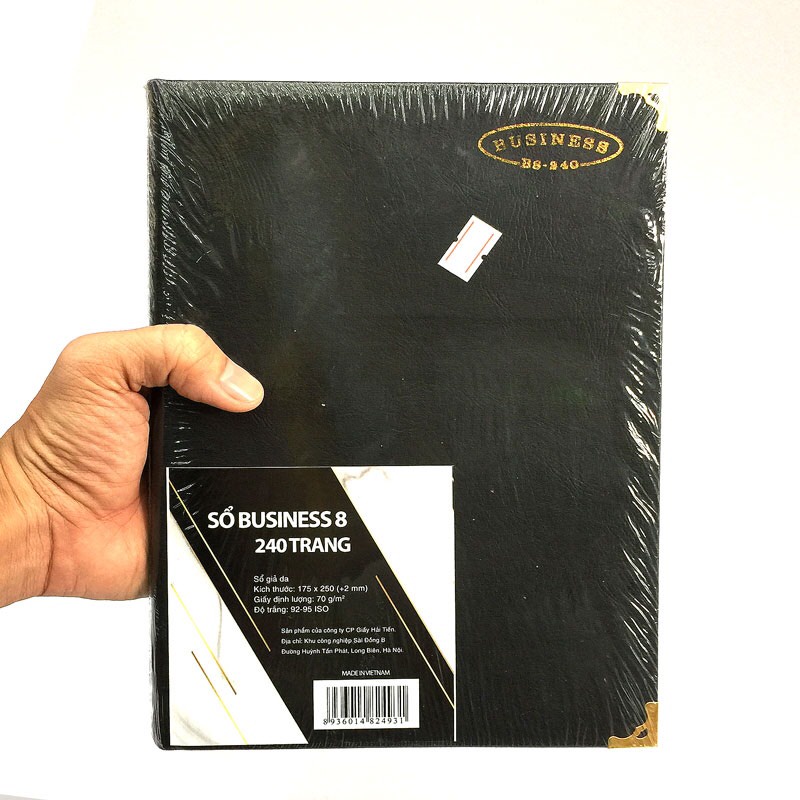 BUSINESS
BS-240
SỔ BUSINESS 8
240 TRANG
Sổ giả da
Kích thước: 175 x 250 (+2 mm)
Giấy định lượng: 70 g/m²
Độ trắng: 92-95 ISO
Sản phẩm của công ty CP Giấy Hải Tiến.
Địa chỉ: Khu công nghiệp Sài Đồng B
Đường Huỳnh Tấn Phát, Long Biên, Hà Nội.
MADE IN VIETNAM
8936014824931